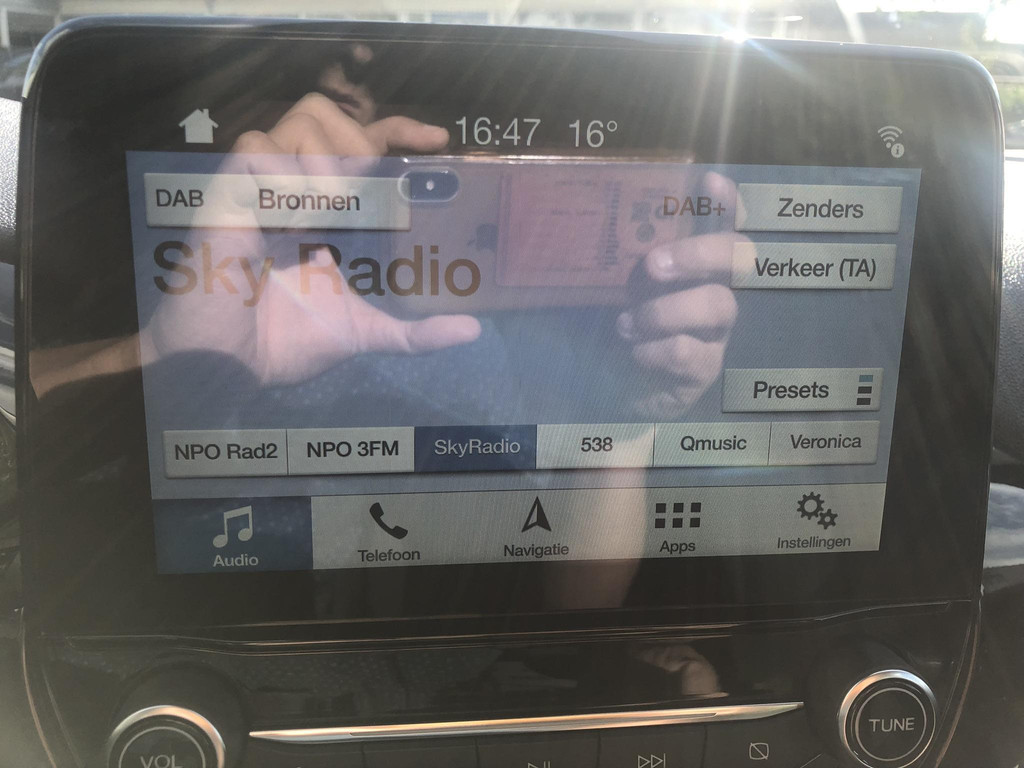 16:47 16°
DAB Bronnen DAB+ Zenders
Sky Radio Verkeer (TA)
Presets
NPO Rad2 NPO 3FM SkyRadio 538 Qmusic Veronica
Audio Telefoon Navigatie Apps Instellingen
VOL TUNE